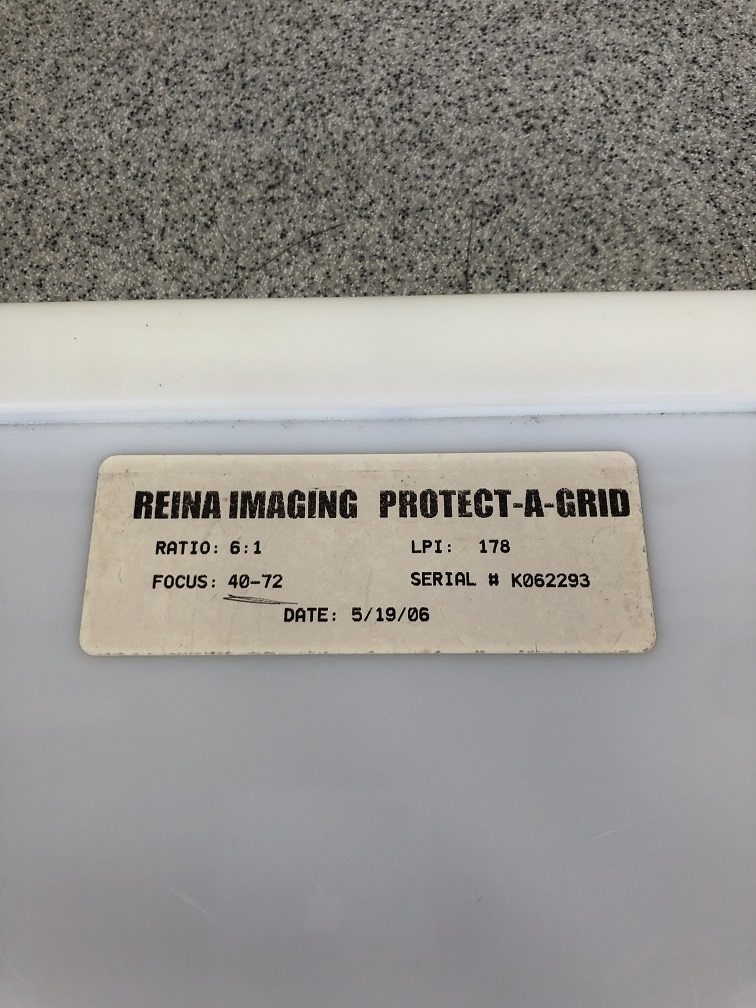 REINA IMAGING PROTECT-A-GRID
RATIO: 6:1 LPI: 178
FOCUS: 40-72 SERIAL # K062293
DATE: 5/19/06